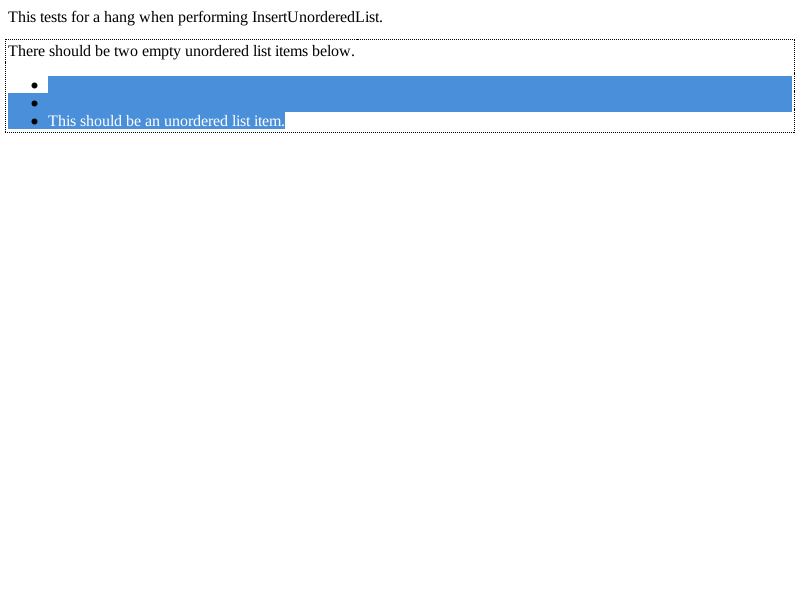 This tests for a hang when performing InsertUnorderedList.
There should be two empty unordered list items below.
This should be an unordered list item.